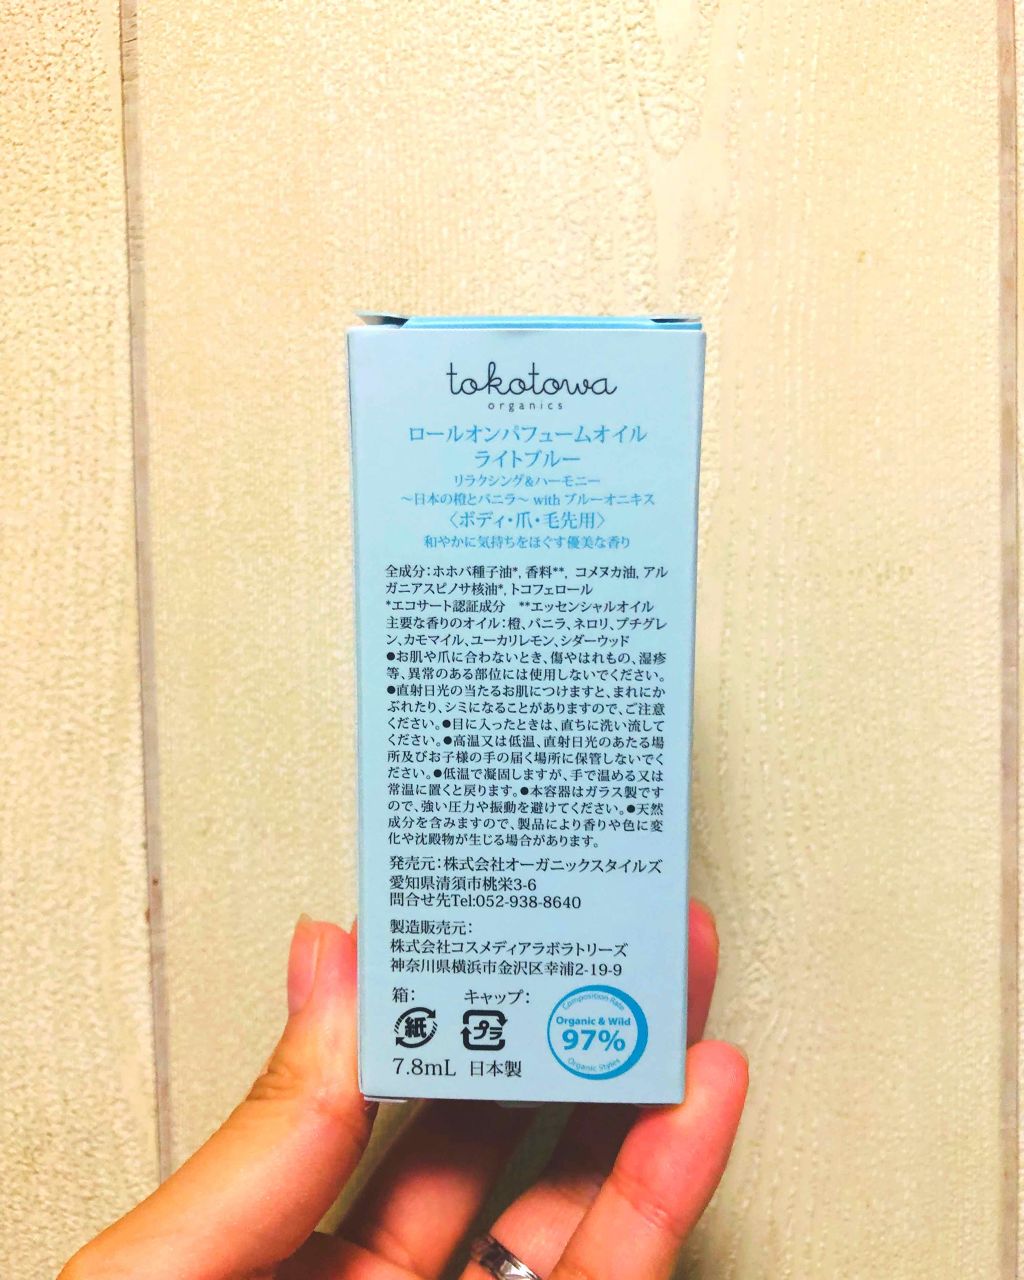 tokotowa
organics
ロールオンパフュームオイル
ライトブルー
リラクシング&ハーモニー
～日本の橙とバニラ～ with ブルーオニキス
〈ボディ・爪・毛先用〉
和やかに気持ちをほぐす優美な香り
全成分：ホホバ種子油*, 香料**, コメヌカ油, アル
ガニアスピノサ核油*, トコフェロール
*エコサート認証成分　**エッセンシャルオイル
主要な香りのオイル：橙、バニラ、ネロリ、プチグレ
ン、カモマイル、ユーカリレモン、シダーウッド
●お肌や爪に合わないとき、傷やはれもの、湿疹
等、異常のある部位には使用しないでください。
●直射日光の当たるお肌につけますと、まれにか
ぶれたり、シミになることがありますので、ご注意
ください。●目に入ったときは、直ちに洗い流して
ください。●高温又は低温、直射日光のあたる場
所及びお子様の手の届く場所に保管しないでく
ださい。●低温で凝固しますが、手で温める又は
常温に置くと戻ります。●本容器はガラス製です
ので、強い圧力や振動を避けてください。●天然
成分を含みますので、製品により香りや色に変
化や沈殿物が生じる場合があります。
発売元：株式会社オーガニックスタイルズ
愛知県清須市桃栄3-6
問合せ先Tel:052-938-8640
製造販売元：
株式会社コスメディアラボラトリーズ
神奈川県横浜市金沢区幸浦2-19-9
箱： キャップ：
紙 プラ
7.8mL 日本製
Composition Rate
Organic & Wild
97%
Organic Styles